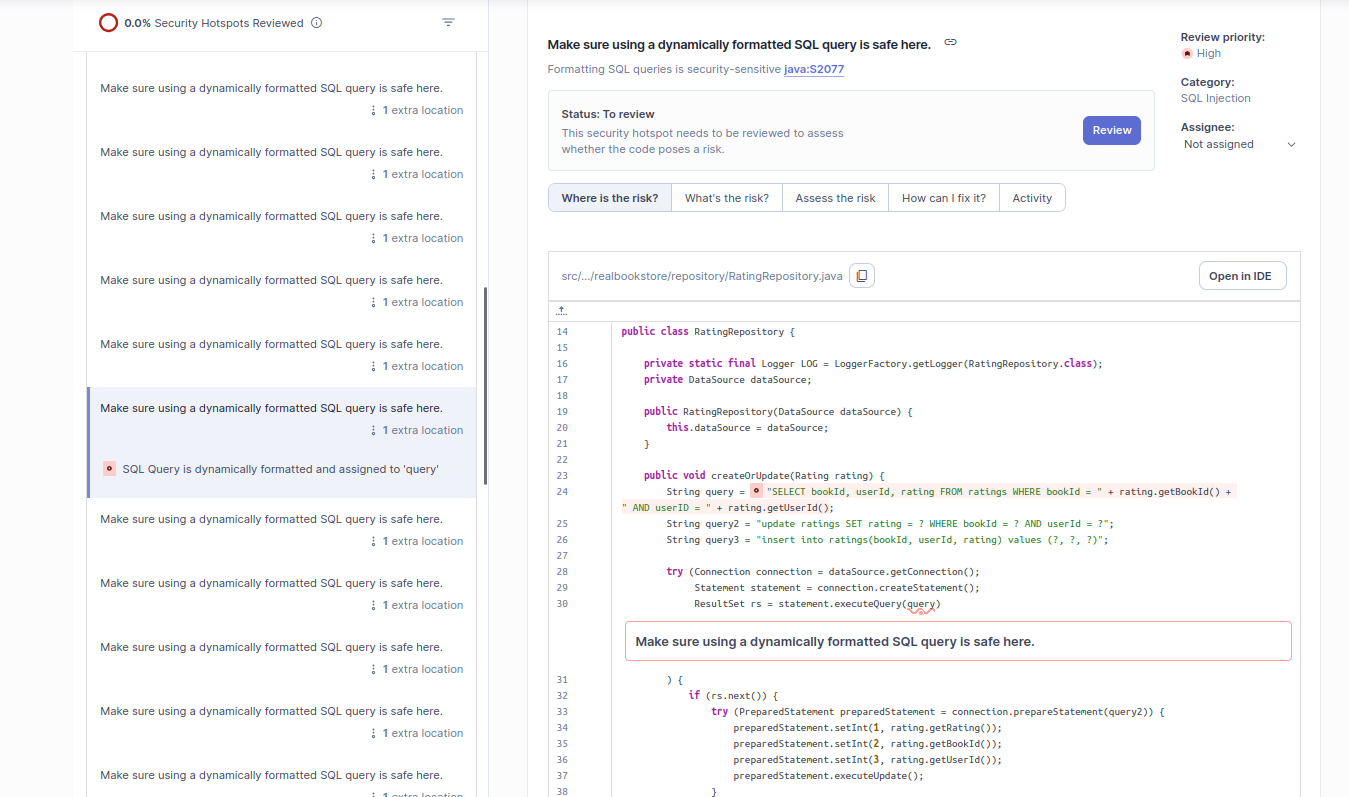 0.0% Security Hotspots Reviewed
Make sure using a dynamically formatted SQL query is safe here.
1 extra location
Make sure using a dynamically formatted SQL query is safe here.
1 extra location
Make sure using a dynamically formatted SQL query is safe here.
1 extra location
Make sure using a dynamically formatted SQL query is safe here.
1 extra location
Make sure using a dynamically formatted SQL query is safe here.
1 extra location
Make sure using a dynamically formatted SQL query is safe here.
1 extra location
SQL Query is dynamically formatted and assigned to 'query'
Make sure using a dynamically formatted SQL query is safe here.
1 extra location
Make sure using a dynamically formatted SQL query is safe here.
1 extra location
Make sure using a dynamically formatted SQL query is safe here.
1 extra location
Make sure using a dynamically formatted SQL query is safe here.
1 extra location
Make sure using a dynamically formatted SQL query is safe here.
1 extra location
Make sure using a dynamically formatted SQL query is safe here.
Formatting SQL queries is security-sensitive java:S2077
Status: To review
This security hotspot needs to be reviewed to assess
whether the code poses a risk.
Review
Review priority:
High
Category:
SQL Injection
Assignee:
Not assigned
Where is the risk? What's the risk? Assess the risk How can I fix it? Activity
src/.../realbookstore/repository/RatingRepository.java
Open in IDE
14 public class RatingRepository {
15
16 private static final Logger LOG = LoggerFactory.getLogger(RatingRepository.class);
17 private DataSource dataSource;
18
19 public RatingRepository(DataSource dataSource) {
20 this.dataSource = dataSource;
21 }
22
23 public void createOrUpdate(Rating rating) {
24 String query = "SELECT bookId, userId, rating FROM ratings WHERE bookId = " + rating.getBookId() +
" AND userID = " + rating.getUserId();
25 String query2 = "update ratings SET rating = ? WHERE bookId = ? AND userId = ?";
26 String query3 = "insert into ratings(bookId, userId, rating) values (?, ?, ?)";
27
28 try (Connection connection = dataSource.getConnection();
29 Statement statement = connection.createStatement();
30 ResultSet rs = statement.executeQuery(query)
Make sure using a dynamically formatted SQL query is safe here.
31 ) {
32 if (rs.next()) {
33 try (PreparedStatement preparedStatement = connection.prepareStatement(query2)) {
34 preparedStatement.setInt(1, rating.getRating());
35 preparedStatement.setInt(2, rating.getBookId());
36 preparedStatement.setInt(3, rating.getUserId());
37 preparedStatement.executeUpdate();
38 }